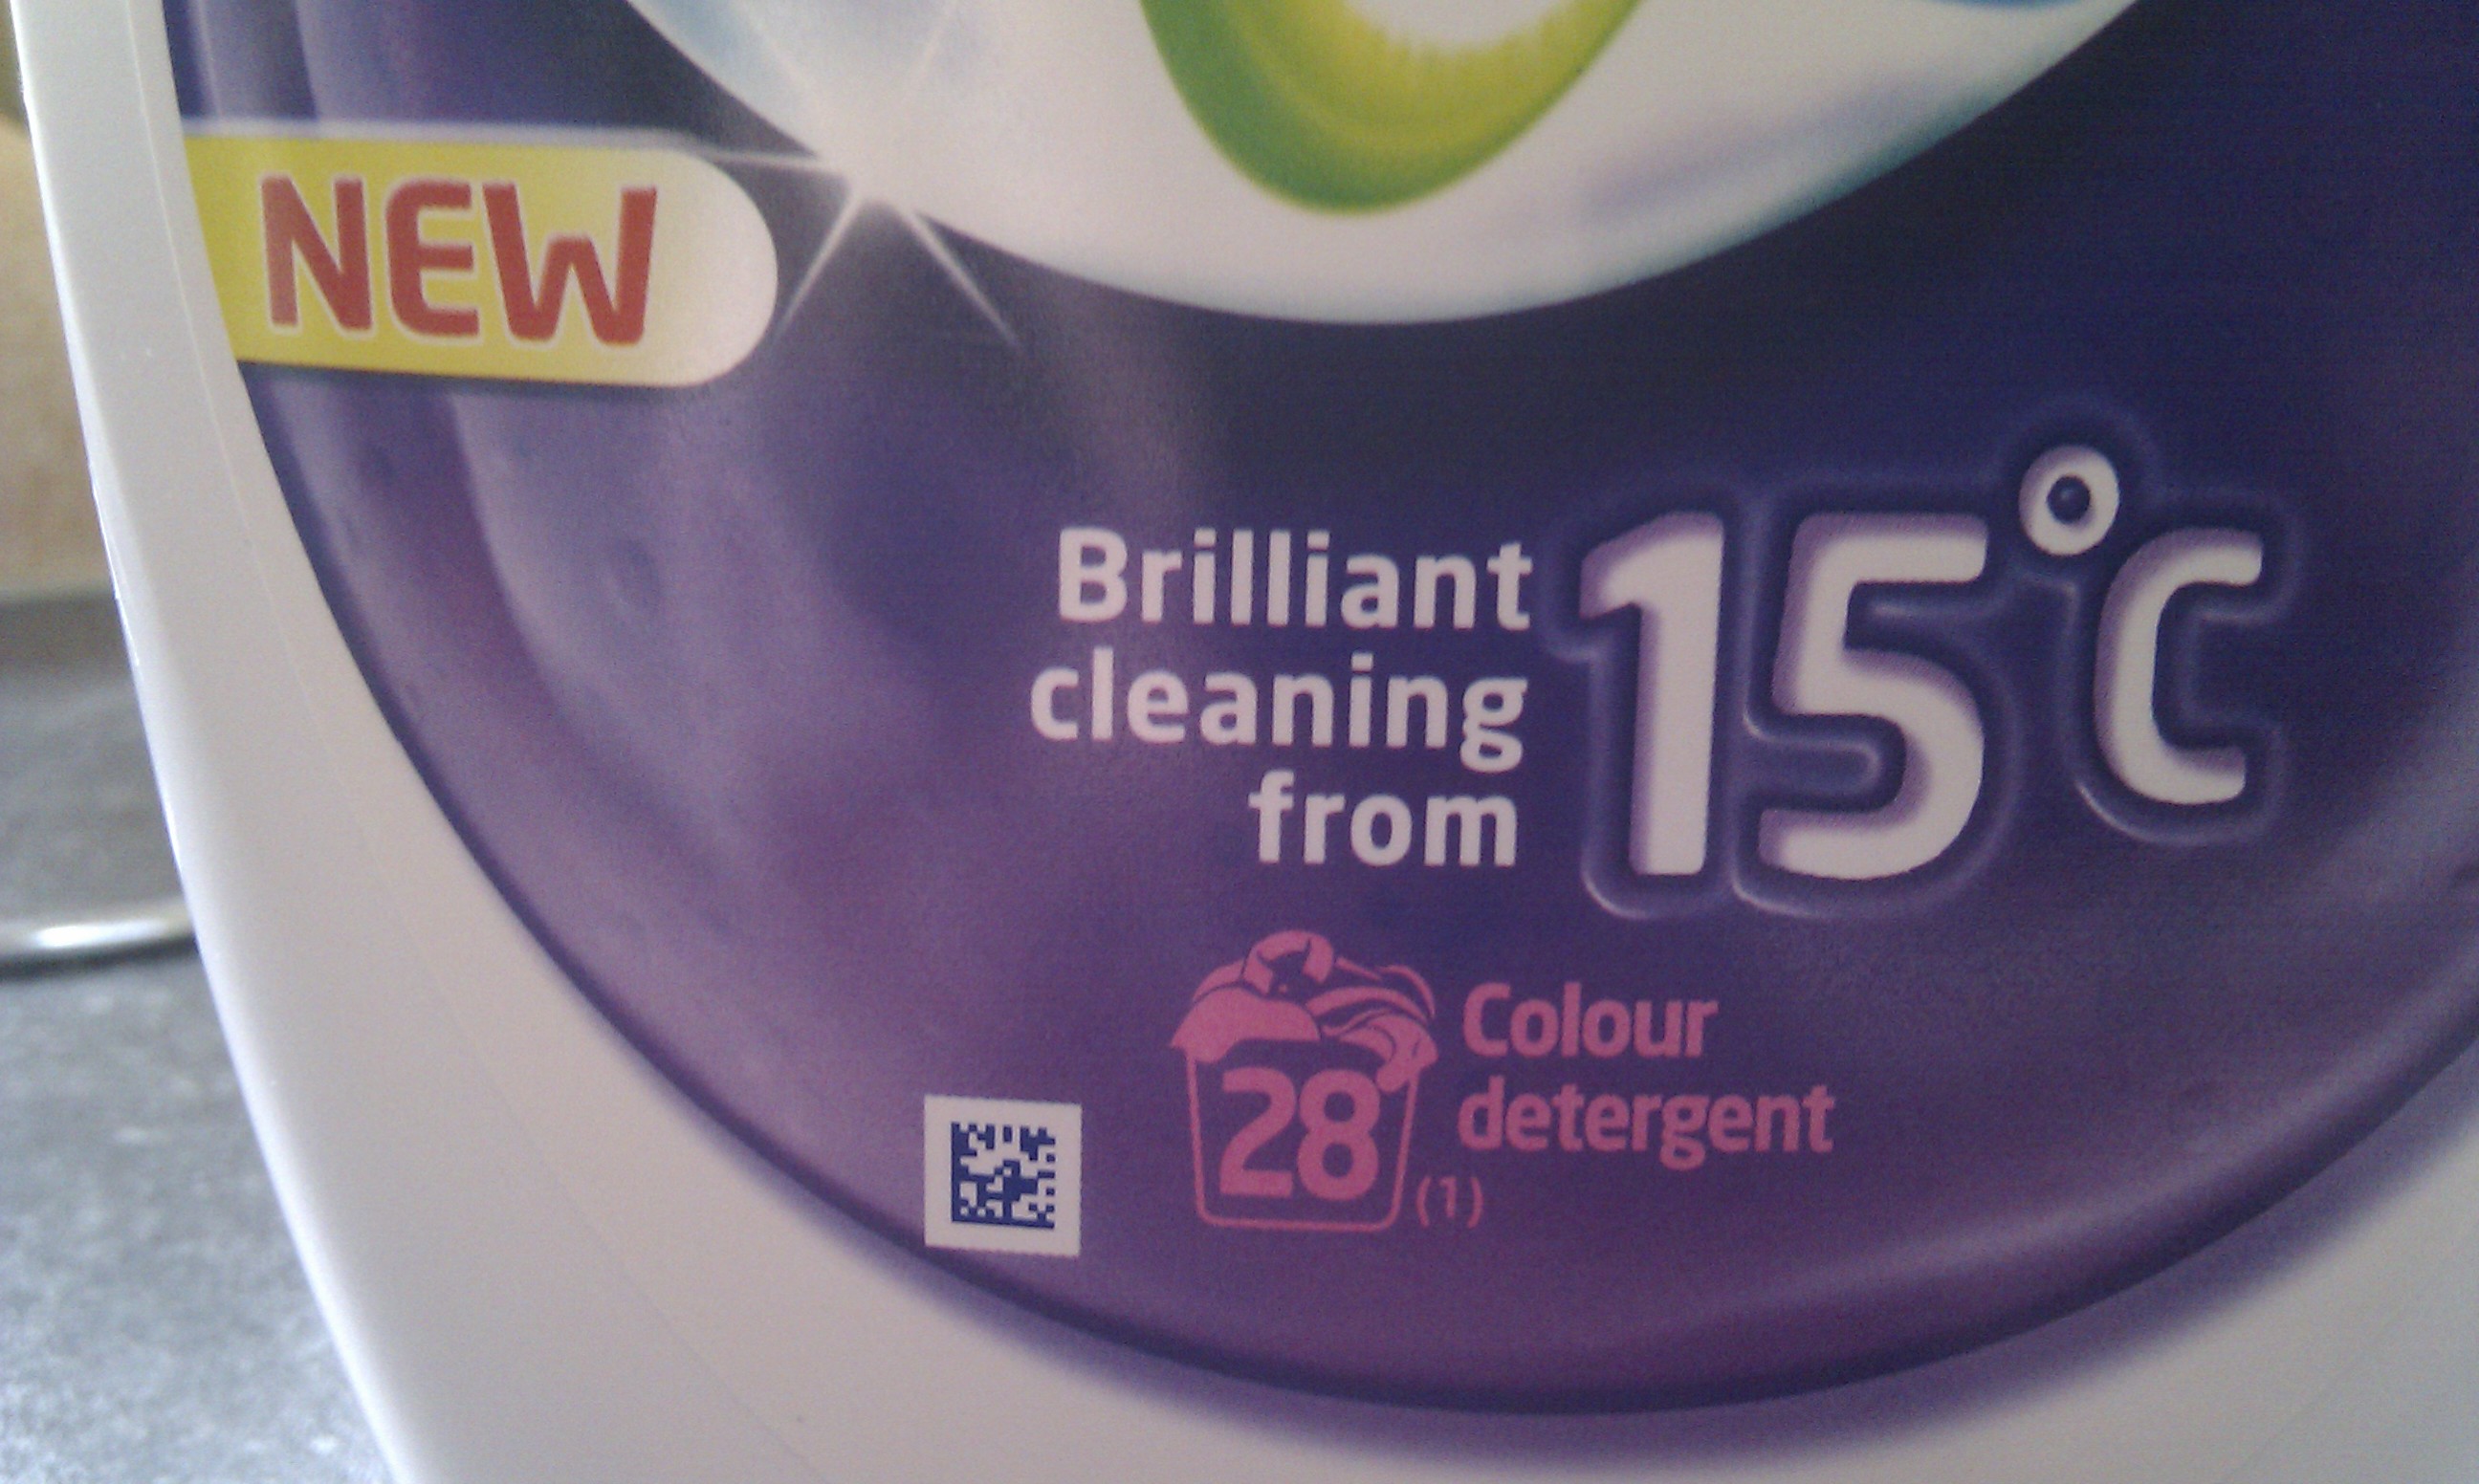 NEW
Brilliant
cleaning
from
15°C
Colour
detergent
28
(1)